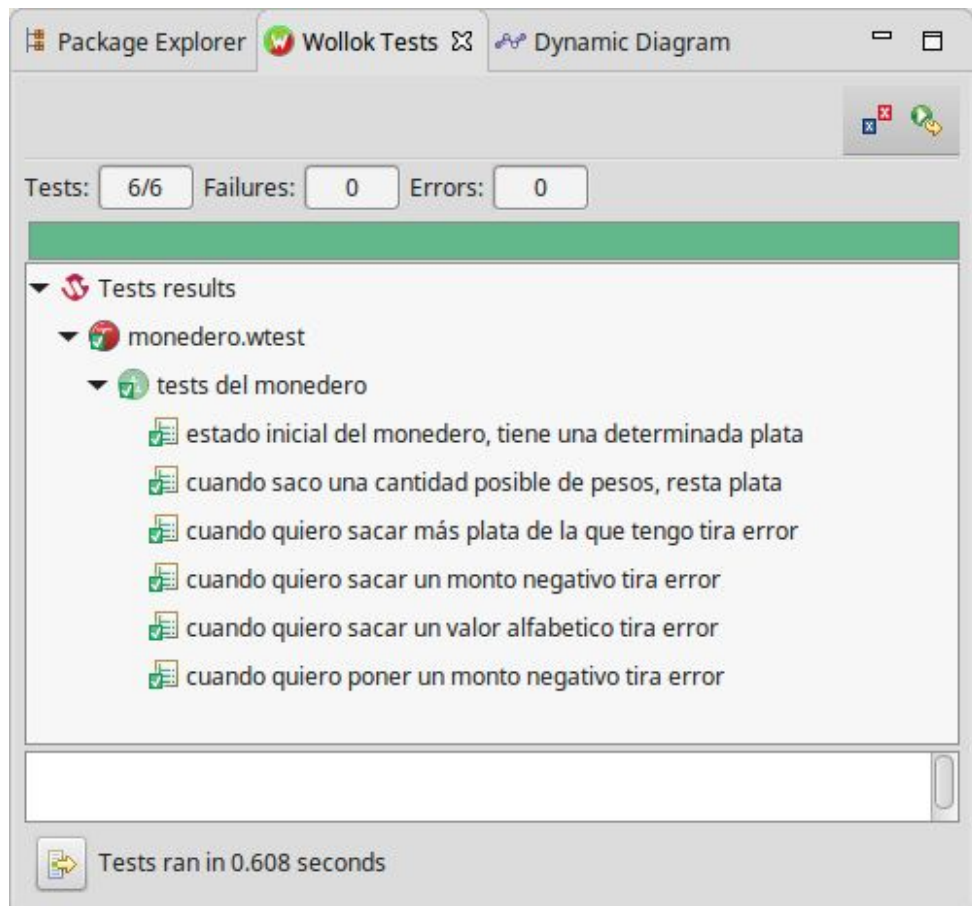 Package Explorer Wollok Tests Dynamic Diagram
Tests: 6/6 Failures: 0 Errors: 0
Tests results
monedero.wtest
tests del monedero
estado inicial del monedero, tiene una determinada plata
cuando saco una cantidad posible de pesos, resta plata
cuando quiero sacar más plata de la que tengo tira error
cuando quiero sacar un monto negativo tira error
cuando quiero sacar un valor alfabetico tira error
cuando quiero poner un monto negativo tira error
Tests ran in 0.608 seconds